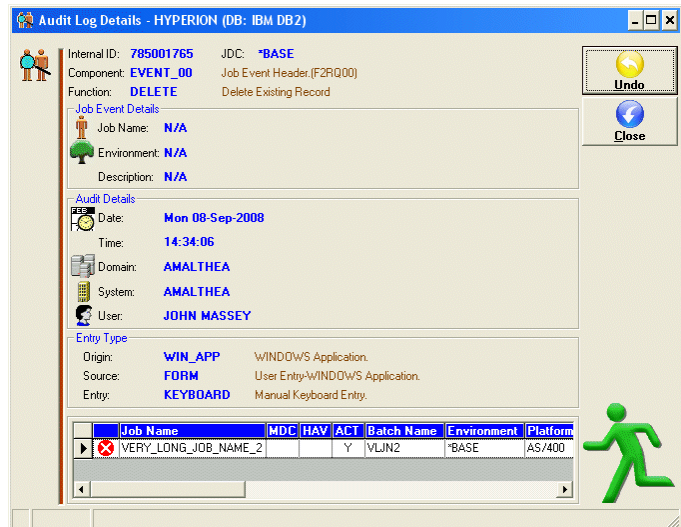 Audit Log Details - HYPERION (DB: IBM DB2)
Internal ID: 785001765 JDC: *BASE
Component: EVENT_00 Job Event Header.(F2RQ00)
Function: DELETE Delete Existing Record
Undo
Close
Job Event Details
Job Name: N/A
Environment: N/A
Description: N/A
Audit Details
FEB
Date: Mon 08-Sep-2008
Time: 14:34:06
Domain: AMALTHEA
System: AMALTHEA
User: JOHN MASSEY
Entry Type
Origin: WIN_APP WINDOWS Application.
Source: FORM User Entry-WINDOWS Application.
Entry: KEYBOARD Manual Keyboard Entry.
Job Name MDC HAV ACT Batch Name Environment Platform
VERY_LONG_JOB_NAME_2 Y VLJN2 *BASE AS/400